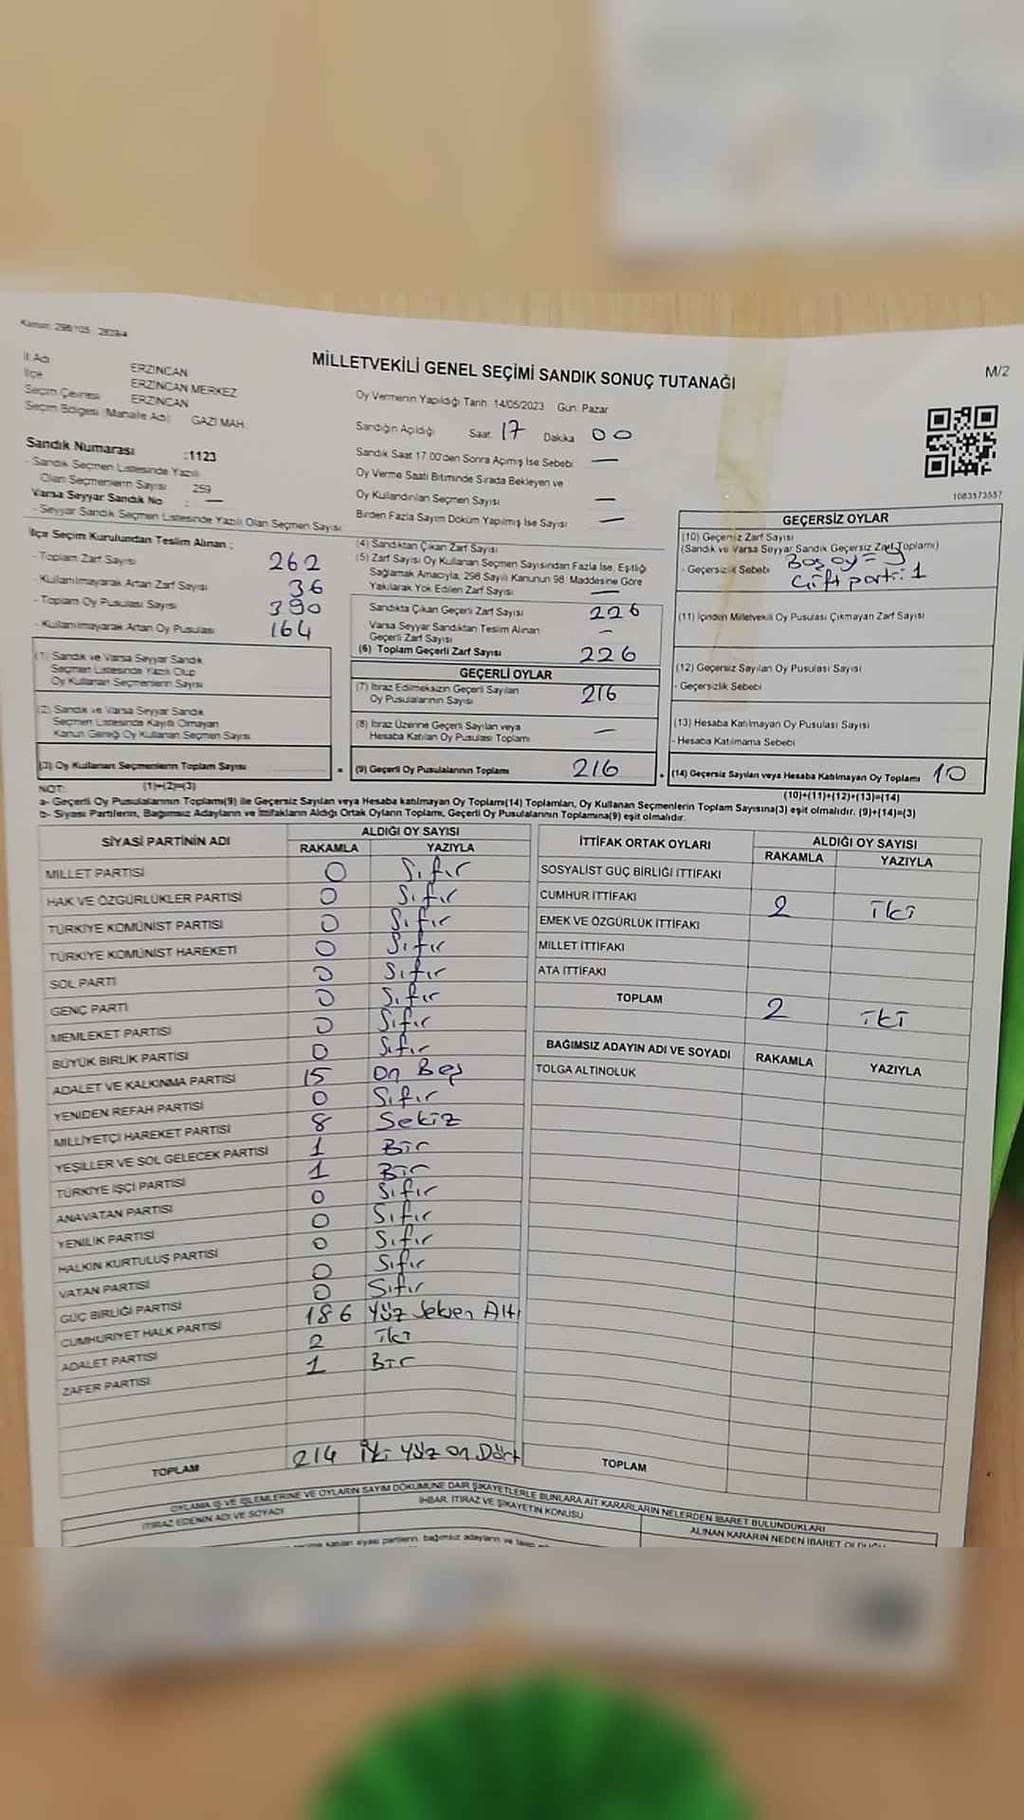 Kanun: 298/105 2839/4
MİLLETVEKİLİ GENEL SEÇİMİ SANDIK SONUÇ TUTANAĞI
M/2
İl Adı ERZİNCAN
İlçe ERZİNCAN MERKEZ
Seçim Çevresi ERZİNCAN
Seçim Bölgesi (Mahalle Adı) GAZİ MAH.
Sandık Numarası :1123
- Sandık Seçmen Listesinde Yazılı
Olan Seçmenlerin Sayısı 259
Varsa Seyyar Sandık No : —
- Seyyar Sandık Seçmen Listesinde Yazılı Olan Seçmen Sayısı
Oy Vermenin Yapıldığı Tarih: 14/05/2023 Gün: Pazar
Sandığın Açıldığı Saat 17 Dakika 00
Sandık Saat 17:00'den Sonra Açılmış İse Sebebi —
Oy Verme Saati Bitiminde Sırada Bekleyen ve
Oy Kullandırılan Seçmen Sayısı —
Birden Fazla Sayım Döküm Yapılmış İse Sayısı —
1083573557
İlçe Seçim Kurulundan Teslim Alınan :
- Toplam Zarf Sayısı 262
- Kullanılmayarak Artan Zarf Sayısı 36
- Toplam Oy Pusulası Sayısı 390
- Kullanılmayarak Artan Oy Pusulası 164
(1) Sandık ve Varsa Seyyar Sandık
Seçmen Listesinde Yazılı Olup
Oy Kullanan Seçmenlerin Sayısı
(2) Sandık ve Varsa Seyyar Sandık
Seçmen Listesinde Kayıtlı Olmayan
Kanun Gereği Oy Kullanan Seçmen Sayısı
(3) Oy Kullanan Seçmenlerin Toplam Sayısı
(1)+(2)=(3)
(4) Sandıktan Çıkan Zarf Sayısı
(5) Zarf Sayısı Oy Kullanan Seçmen Sayısından Fazla İse, Eşitliği
Sağlamak Amacıyla, 298 Sayılı Kanunun 98. Maddesine Göre
Yakılarak Yok Edilen Zarf Sayısı —
Sandıkta Çıkan Geçerli Zarf Sayısı 226
Varsa Seyyar Sandıktan Teslim Alınan
Geçerli Zarf Sayısı —
(6) Toplam Geçerli Zarf Sayısı 226
GEÇERLİ OYLAR
(7) İtiraz Edilmeksizin Geçerli Sayılan
Oy Pusulalarının Sayısı 216
(8) İtiraz Üzerine Geçerli Sayılan veya
Hesaba Katılan Oy Pusulası Toplamı —
(9) Geçerli Oy Pusulalarının Toplamı 216
GEÇERSİZ OYLAR
(10) Geçersiz Zarf Sayısı
(Sandık ve Varsa Seyyar Sandık Geçersiz Zarf Toplamı)
- Geçersizlik Sebebi Boş oy = 9
Çift parti: 1
(11) İçinden Milletvekili Oy Pusulası Çıkmayan Zarf Sayısı
(12) Geçersiz Sayılan Oy Pusulası Sayısı
- Geçersizlik Sebebi
(13) Hesaba Katılmayan Oy Pusulası Sayısı
- Hesaba Katılmama Sebebi
(14) Geçersiz Sayılan veya Hesaba Katılmayan Oy Toplamı 10
(10)+(11)+(12)+(13)=(14)
NOT:
a- Geçerli Oy Pusulalarının Toplamı(9) ile Geçersiz Sayılan veya Hesaba katılmayan Oy Toplamı(14) Toplamları, Oy Kullanan Seçmenlerin Toplam Sayısına(3) eşit olmalıdır. (9)+(14)=(3)
b- Siyasi Partilerin, Bağımsız Adayların ve İttifakların Aldığı Ortak Oyların Toplamı, Geçerli Oy Pusulalarının Toplamına(9) eşit olmalıdır.
SİYASİ PARTİNİN ADI ALDIĞI OY SAYISI
RAKAMLA YAZIYLA
MİLLET PARTİSİ 0 Sıfır
HAK VE ÖZGÜRLÜKLER PARTİSİ 0 Sıfır
TÜRKİYE KOMÜNİST PARTİSİ 0 Sıfır
TÜRKİYE KOMÜNİST HAREKETİ 0 Sıfır
SOL PARTİ 0 Sıfır
GENÇ PARTİ 0 Sıfır
MEMLEKET PARTİSİ 0 Sıfır
BÜYÜK BİRLİK PARTİSİ 0 Sıfır
ADALET VE KALKINMA PARTİSİ 15 On Beş
YENİDEN REFAH PARTİSİ 0 Sıfır
MİLLİYETÇİ HAREKET PARTİSİ 8 Sekiz
YEŞİLLER VE SOL GELECEK PARTİSİ 1 Bir
TÜRKİYE İŞÇİ PARTİSİ 1 Bir
ANAVATAN PARTİSİ 0 Sıfır
YENİLİK PARTİSİ 0 Sıfır
HALKIN KURTULUŞ PARTİSİ 0 Sıfır
VATAN PARTİSİ 0 Sıfır
GÜÇ BİRLİĞİ PARTİSİ 0 Sıfır
CUMHURİYET HALK PARTİSİ 186 Yüz Seksen Altı
ADALET PARTİSİ 2 İki
ZAFER PARTİSİ 1 Bir
TOPLAM 214 İki Yüz On Dört
İTTİFAK ORTAK OYLARI ALDIĞI OY SAYISI
RAKAMLA YAZIYLA
SOSYALİST GÜÇ BİRLİĞİ İTTİFAKI
CUMHUR İTTİFAKI 2 İki
EMEK VE ÖZGÜRLÜK İTTİFAKI
MİLLET İTTİFAKI
ATA İTTİFAKI
TOPLAM 2 İki
BAĞIMSIZ ADAYIN ADI VE SOYADI RAKAMLA YAZIYLA
TOLGA ALTINOLUK
TOPLAM
OYLAMA İŞ VE İŞLEMLERİNE VE OYLARIN SAYIM DÖKÜMÜNE DAİR ŞİKAYETLERLE BUNLARA AİT KARARLARIN NELERDEN İBARET BULUNDUKLARI
İTİRAZ EDENİN ADI VE SOYADI İHBAR, İTİRAZ VE ŞİKAYETİN KONUSU ALINAN KARARIN NEDEN İBARET OLDUĞU
katılan siyasi partilerin, bağımsız adayların ve